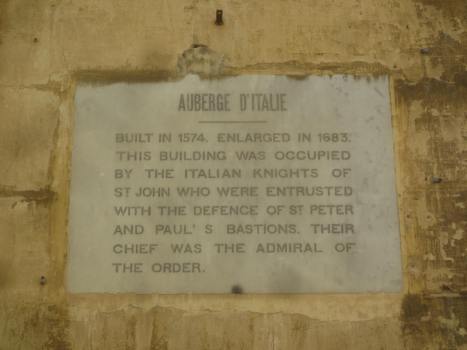 AUBERGE D'ITALIE
BUILT IN 1574. ENLARGED IN 1683.
THIS BUILDING WAS OCCUPIED
BY THE ITALIAN KNIGHTS OF
ST JOHN WHO WERE ENTRUSTED
WITH THE DEFENCE OF ST PETER
AND PAUL'S BASTIONS. THEIR
CHIEF WAS THE ADMIRAL OF
THE ORDER.